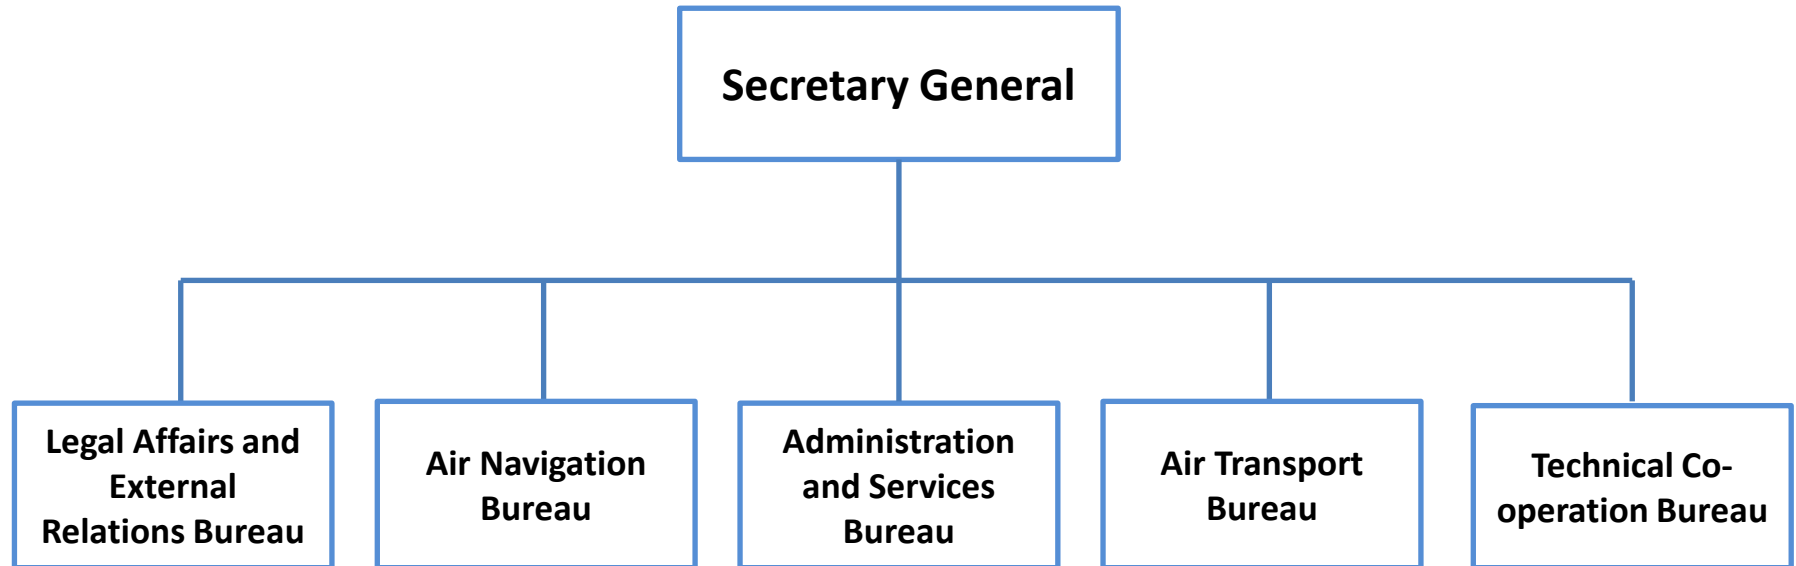 Secretary General
Legal Affairs and
External
Relations Bureau
Air Navigation
Bureau
Administration
and Services
Bureau
Air Transport
Bureau
Technical Co-
operation Bureau